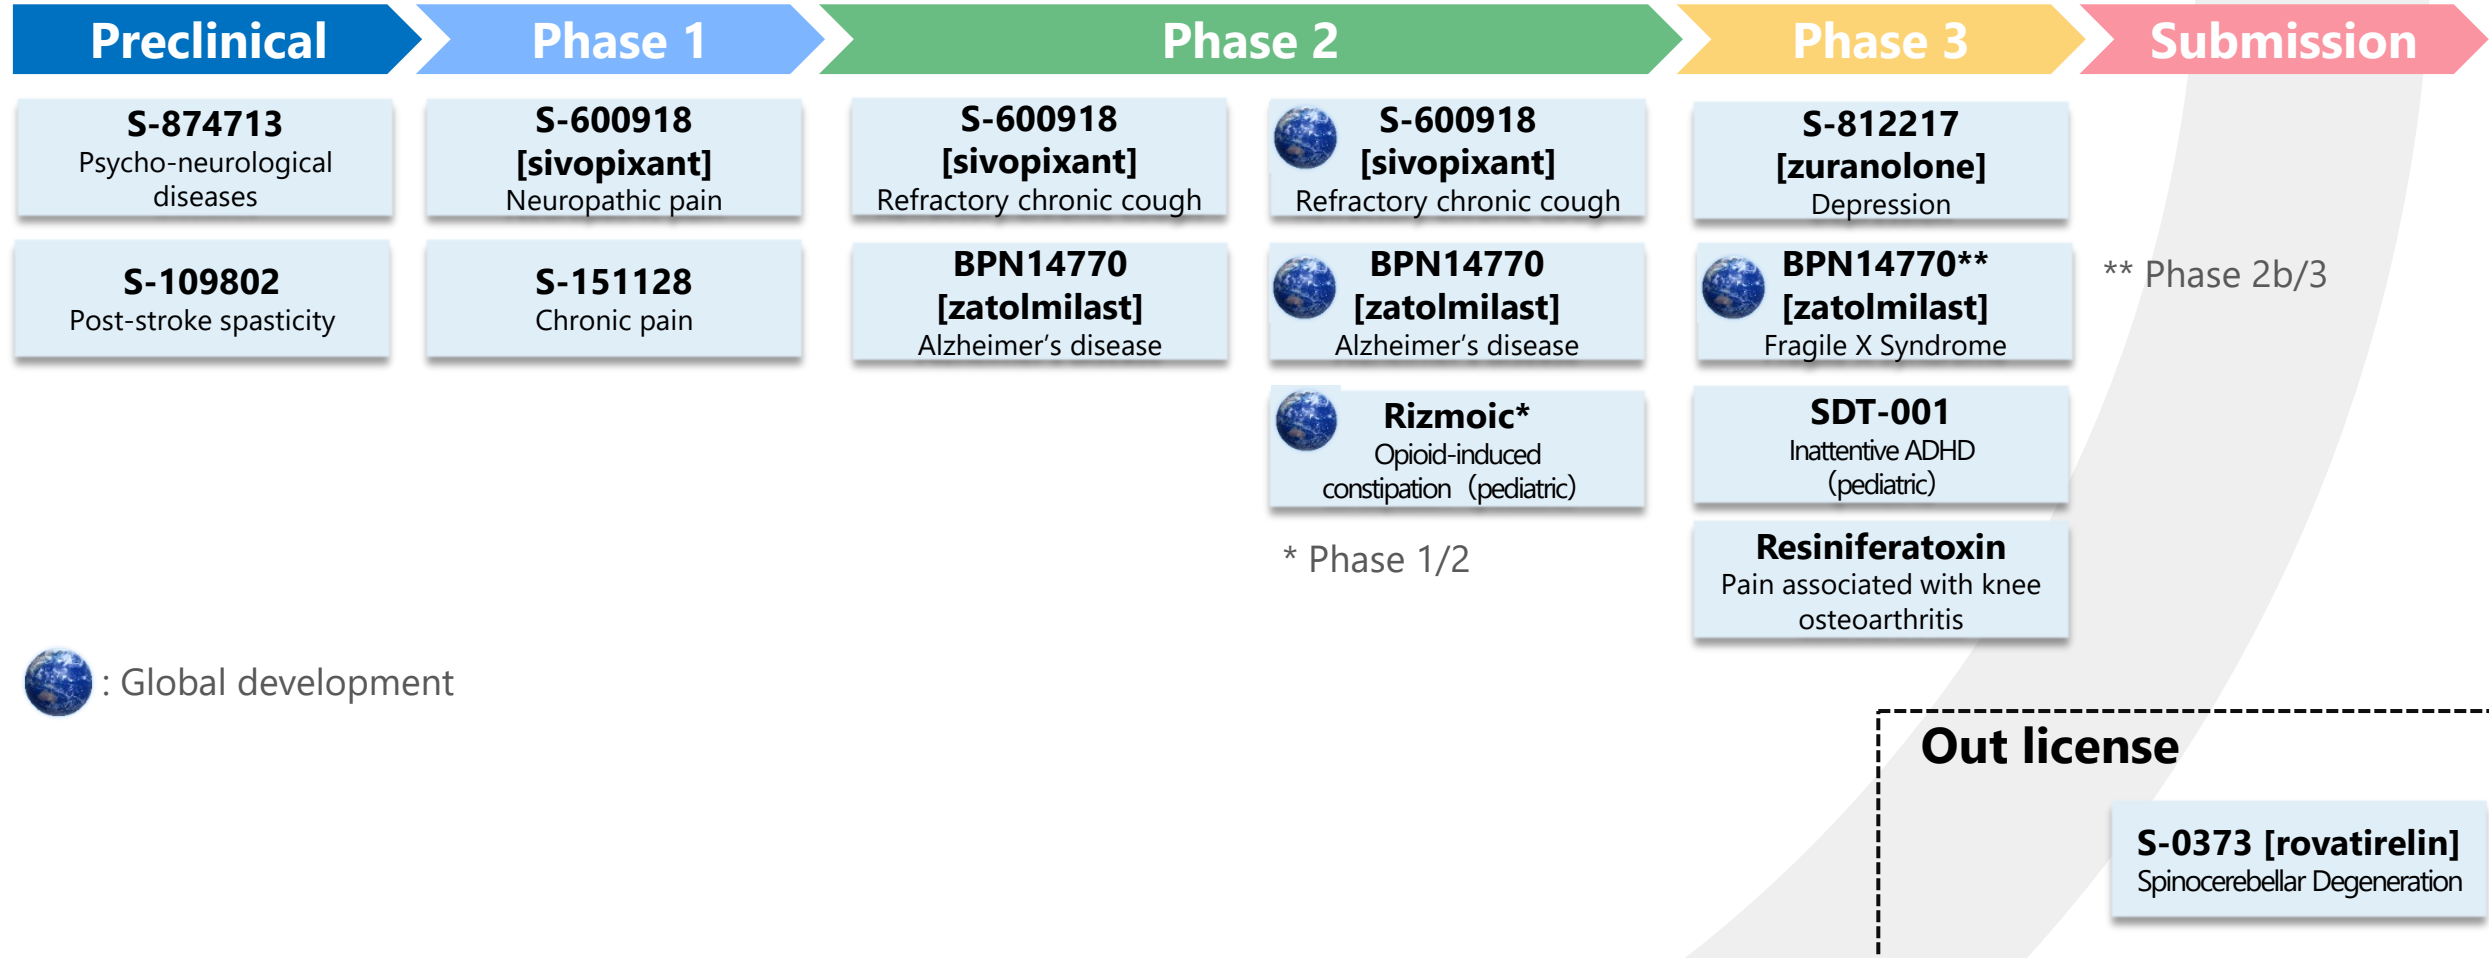 Preclinical
Phase 1
Phase 2
Phase 3
Submission
S-874713
Psycho-neurological
diseases
S-109802
Post-stroke spasticity
S-600918
[sivopixant]
Neuropathic pain
S-151128
Chronic pain
S-600918
[sivopixant]
Refractory chronic cough
BPN14770
[zatolmilast]
Alzheimer’s disease
S-600918
[sivopixant]
Refractory chronic cough
BPN14770
[zatolmilast]
Alzheimer’s disease
Rizmoic*
Opioid-induced
constipation（pediatric）
* Phase 1/2
S-812217
[zuranolone]
Depression
BPN14770**
[zatolmilast]
Fragile X Syndrome
** Phase 2b/3
SDT-001
Inattentive ADHD
（pediatric）
Resiniferatoxin
Pain associated with knee
osteoarthritis
: Global development
Out license
S-0373 [rovatirelin]
Spinocerebellar Degeneration